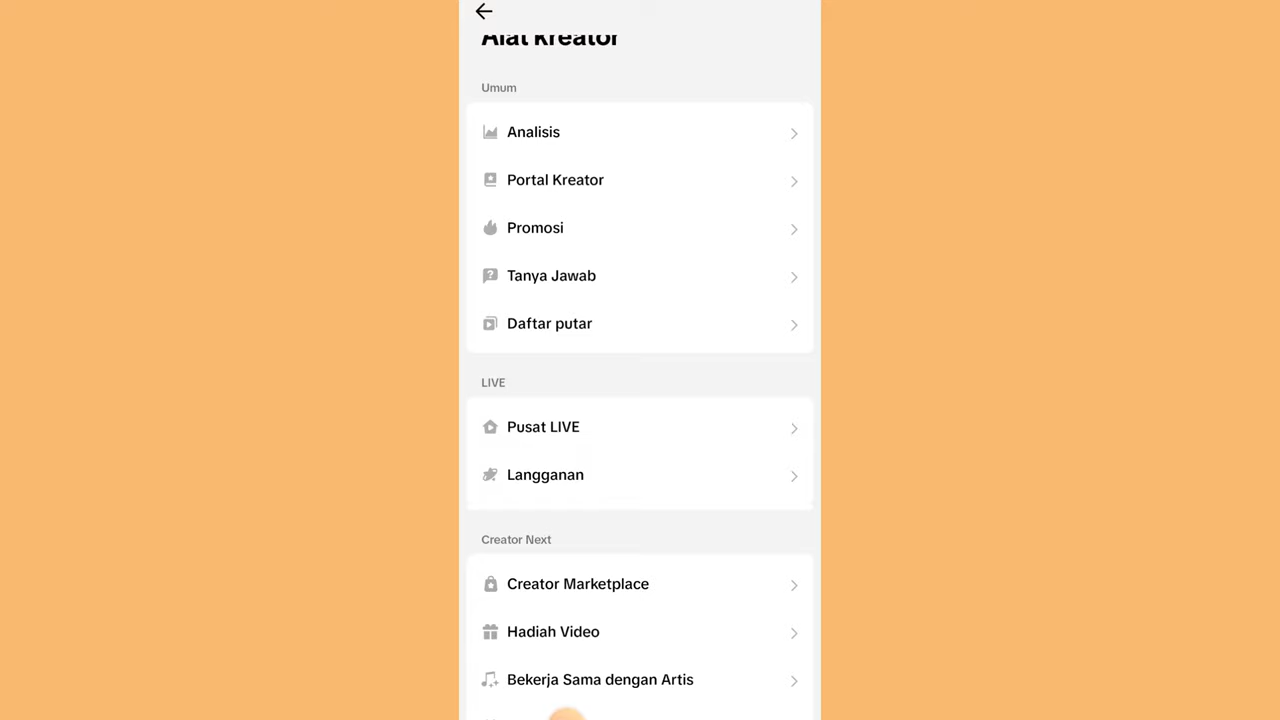 Alat Kreator
Umum
Analisis
Portal Kreator
Promosi
Tanya Jawab
Daftar putar
LIVE
Pusat LIVE
Langganan
Creator Next
Creator Marketplace
Hadiah Video
Bekerja Sama dengan Artis